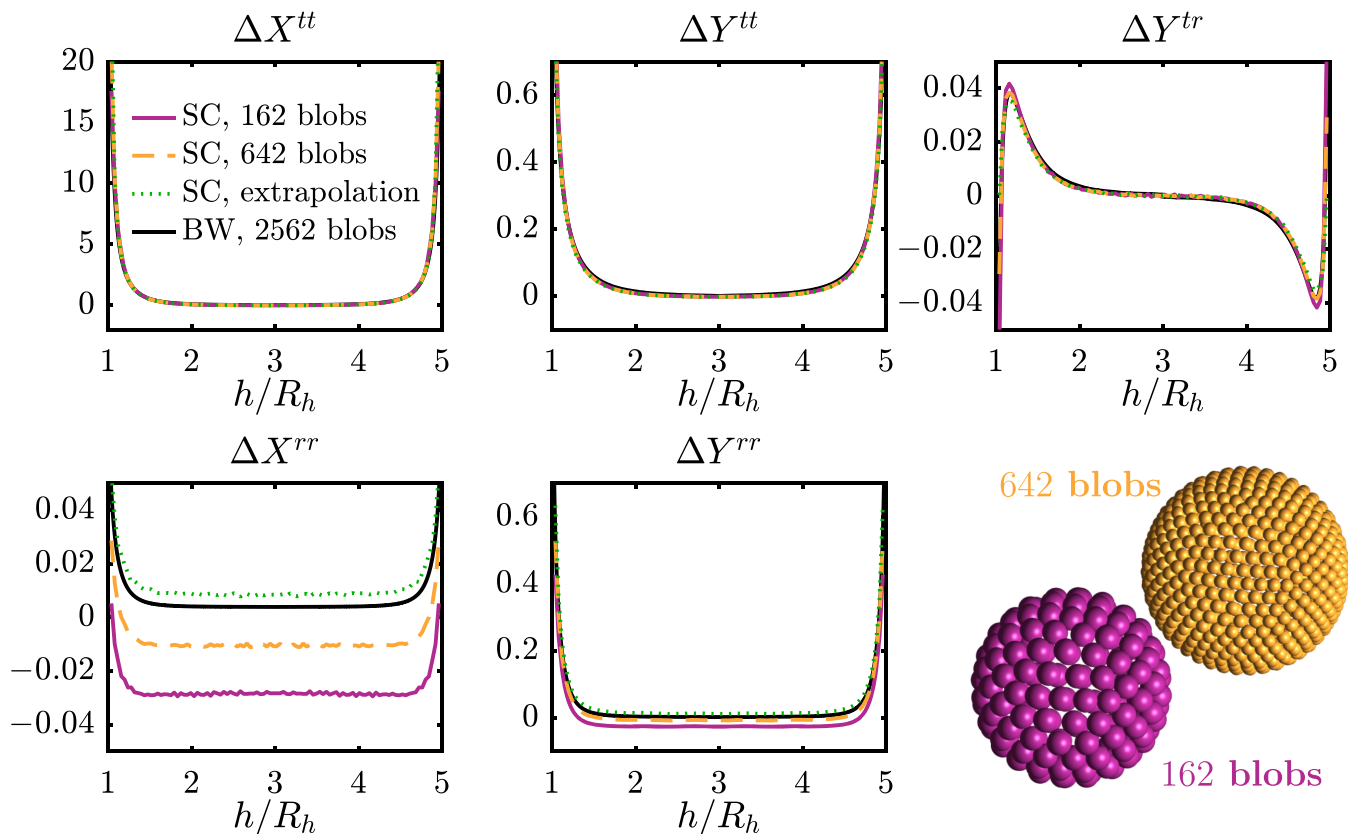 ΔX^{tt}
20
15
10
5
0
SC, 162 blobs
SC, 642 blobs
SC, extrapolation
BW, 2562 blobs
1 2 3 4 5
h/R_h
ΔY^{tt}
0.6
0.4
0.2
0
1 2 3 4 5
h/R_h
ΔY^{tr}
0.04
0.02
0
−0.02
−0.04
1 2 3 4 5
h/R_h
ΔX^{rr}
0.04
0.02
0
−0.02
−0.04
1 2 3 4 5
h/R_h
ΔY^{rr}
0.6
0.4
0.2
0
1 2 3 4 5
h/R_h
642 blobs
162 blobs